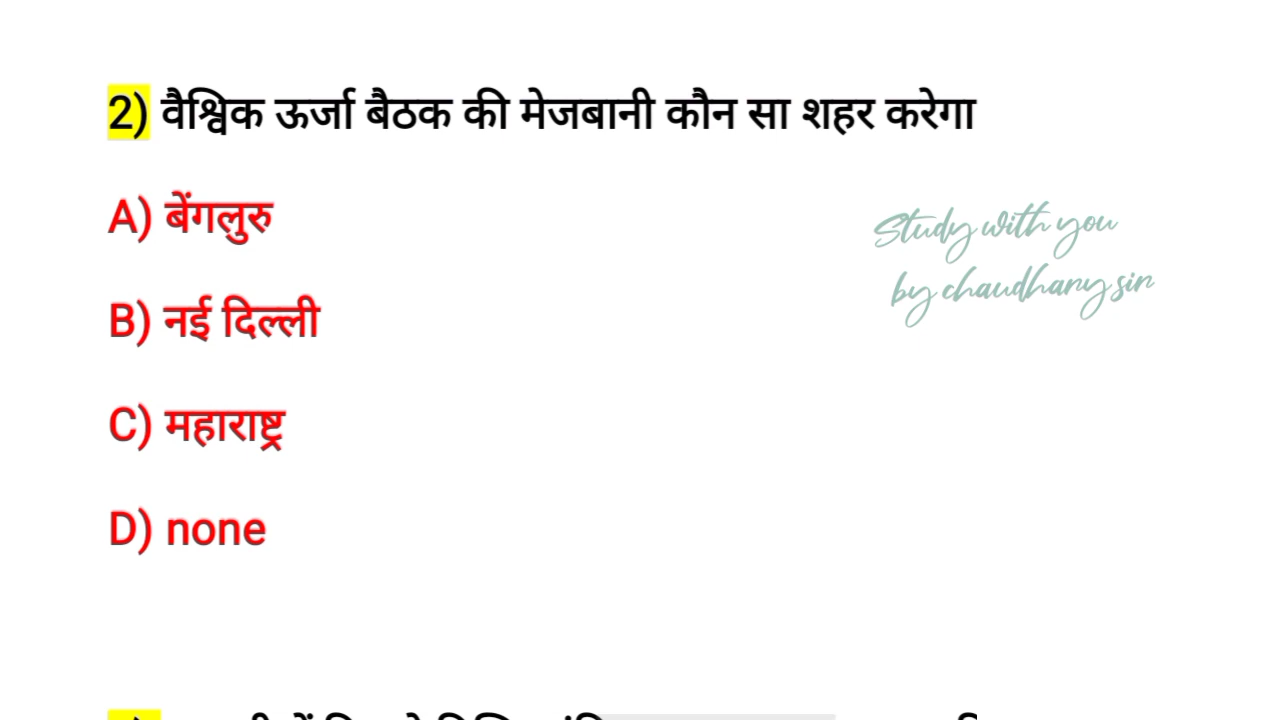 2) वैश्विक ऊर्जा बैठक की मेजबानी कौन सा शहर करेगा
A) बेंगलुरु
Study with you
by chaudhary sir
B) नई दिल्ली
C) महाराष्ट्र
D) none